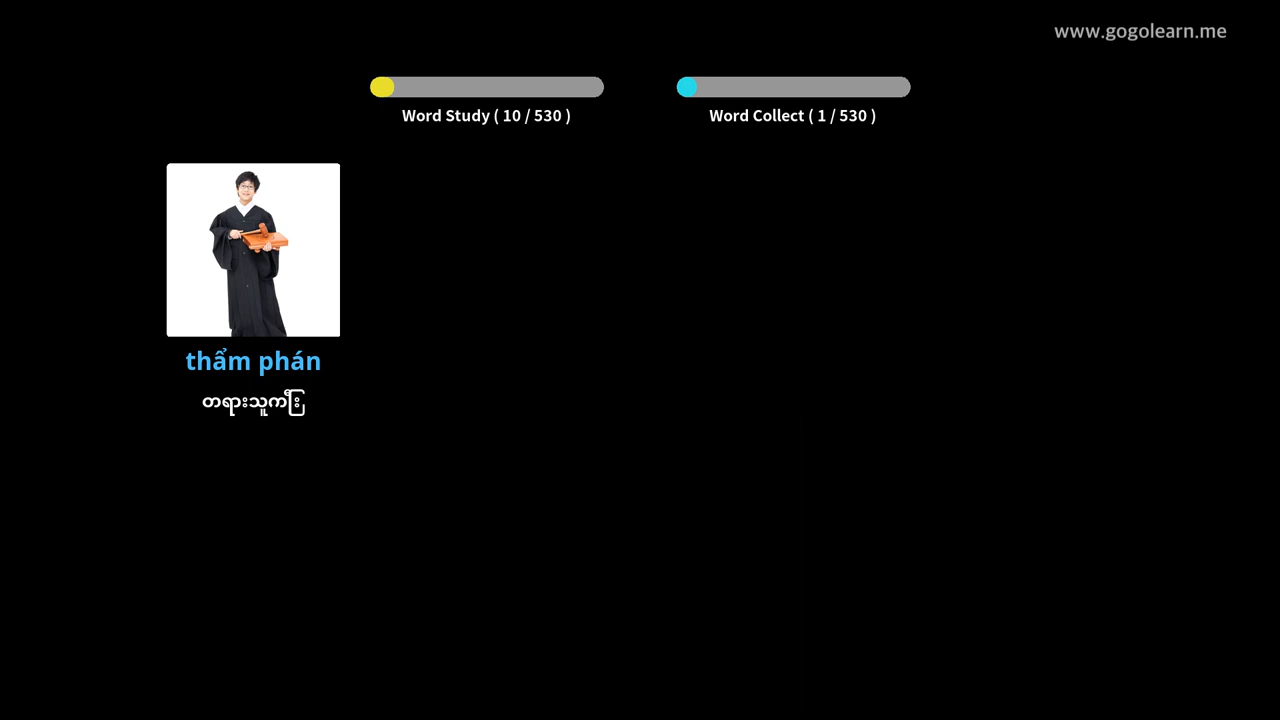 www.gogolearn.me
Word Study ( 10 / 530 )
Word Collect ( 1 / 530 )
thẩm phán
တရားသူကြီး